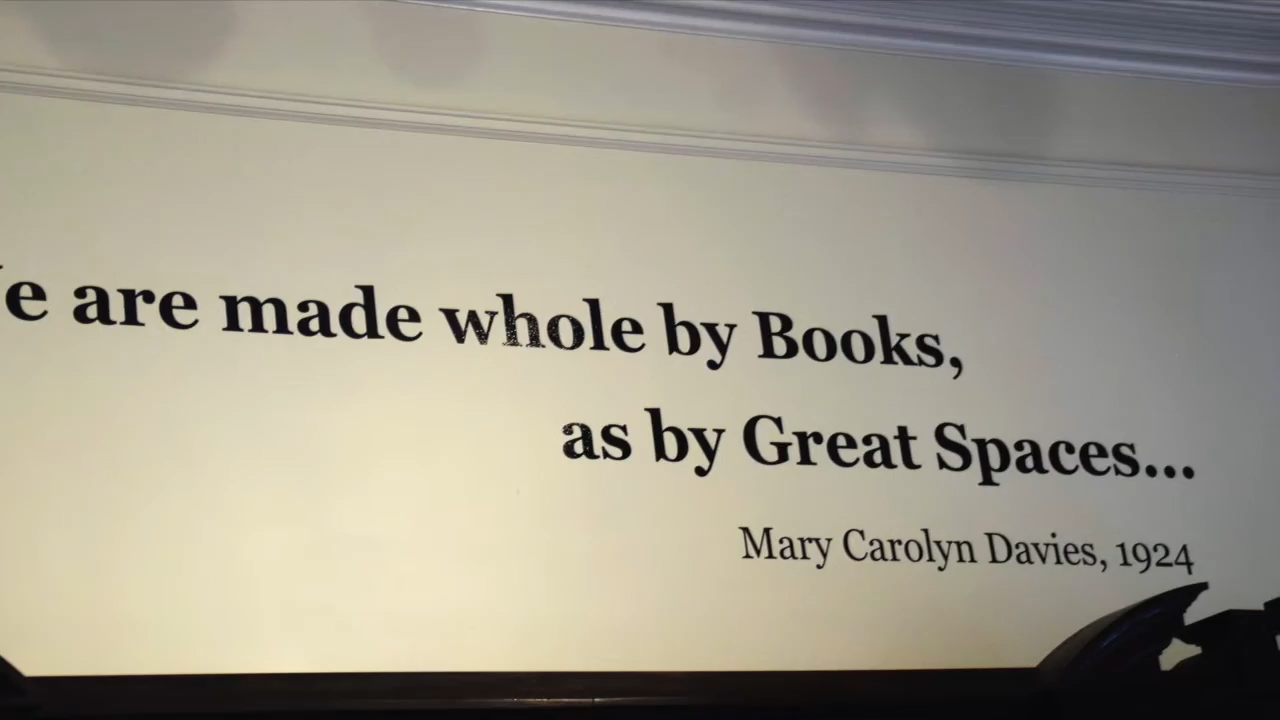 e are made whole by Books,
as by Great Spaces...
Mary Carolyn Davies, 1924